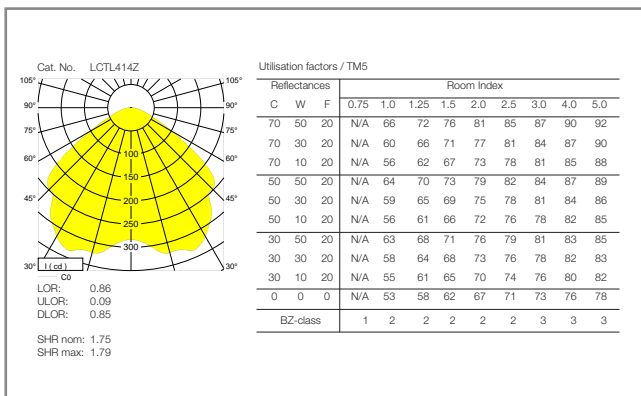 Cat. No. LCTL414Z
105° 105°
90° 90°
75° 75°
60° 60°
45° 45°
30° 30°
100
150
200
250
300
I ( cd )
C0
LOR: 0.86
ULOR: 0.09
DLOR: 0.85
SHR nom: 1.75
SHR max: 1.79
Utilisation factors / TM5
Reflectances Room Index
C W F 0.75 1.0 1.25 1.5 2.0 2.5 3.0 4.0 5.0
70 50 20 N/A 66 72 76 81 85 87 90 92
70 30 20 N/A 60 66 71 77 81 84 87 90
70 10 20 N/A 56 62 67 73 78 81 85 88
50 50 20 N/A 64 70 73 79 82 84 87 89
50 30 20 N/A 59 65 69 75 78 81 84 86
50 10 20 N/A 56 61 66 72 76 78 82 85
30 50 20 N/A 63 68 71 76 79 81 83 85
30 30 20 N/A 58 64 68 73 76 78 82 83
30 10 20 N/A 55 61 65 70 74 76 80 82
0 0 0 N/A 53 58 62 67 71 73 76 78
BZ-class 1 2 2 2 2 2 3 3 3